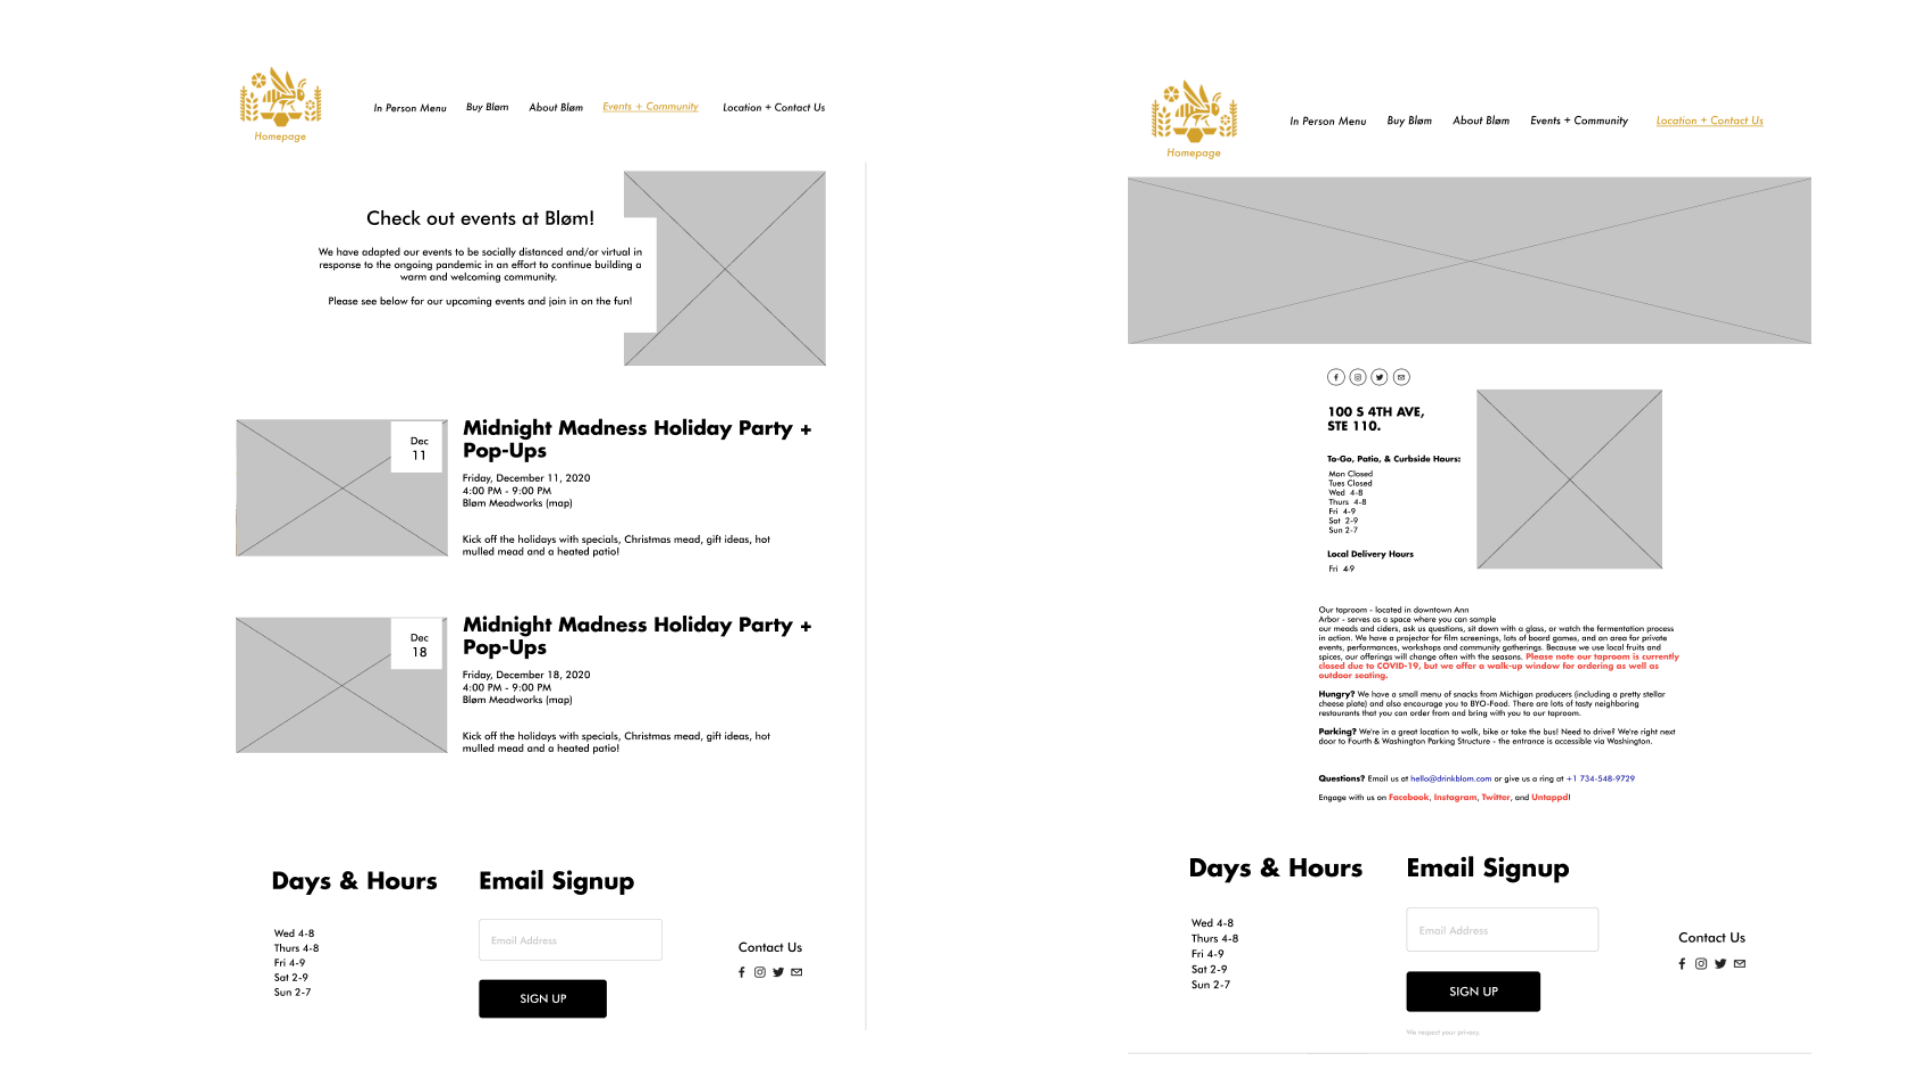 Homepage
In Person Menu
Buy Bløm
About Bløm
Events + Community
Location + Contact Us
Check out events at Bløm!
We have adapted our events to be socially distanced and/or virtual in
response to the ongoing pandemic in an effort to continue building a
warm and welcoming community.
Please see below for our upcoming events and join in on the fun!
Dec
11
Midnight Madness Holiday Party +
Pop-Ups
Friday, December 11, 2020
4:00 PM - 9:00 PM
Bløm Meadworks (map)
Kick off the holidays with specials, Christmas mead, gift ideas, hot
mulled mead and a heated patio!
Dec
18
Midnight Madness Holiday Party +
Pop-Ups
Friday, December 18, 2020
4:00 PM - 9:00 PM
Bløm Meadworks (map)
Kick off the holidays with specials, Christmas mead, gift ideas, hot
mulled mead and a heated patio!
Days & Hours
Wed 4-8
Thurs 4-8
Fri 4-9
Sat 2-9
Sun 2-7
Email Signup
Email Address
SIGN UP
Contact Us
Homepage
In Person Menu
Buy Bløm
About Bløm
Events + Community
Location + Contact Us
100 S 4TH AVE,
STE 110.
To-Go, Patio, & Curbside Hours:
Mon Closed
Tues Closed
Wed 4-8
Thurs 4-8
Fri 4-9
Sat 2-9
Sun 2-7
Local Delivery Hours
Fri 4-9
Our taproom - located in downtown Ann
Arbor - serves as a space where you can sample
our meads and ciders, ask us questions, sit down with a glass, or watch the fermentation process
in action. We have a projector for film screenings, lots of board games, and an area for private
events, performances, workshops and community gatherings. Because we use local fruits and
spices, our offerings will change often with the seasons. Please note our taproom is currently
closed due to COVID-19, but we offer a walk-up window for ordering as well as
outdoor seating.
Hungry? We have a small menu of snacks from Michigan producers (including a pretty stellar
cheese plate) and also encourage you to BYO-Food. There are lots of tasty neighboring
restaurants that you can order from and bring with you to our taproom.
Parking? We're in a great location to walk, bike or take the bus! Need to drive? We're right next
door to Fourth & Washington Parking Structure - the entrance is accessible via Washington.
Questions? Email us at hello@drinkblom.com or give us a ring at +1 734-548-9729
Engage with us on Facebook, Instagram, Twitter, and Untappd!
Days & Hours
Wed 4-8
Thurs 4-8
Fri 4-9
Sat 2-9
Sun 2-7
Email Signup
Email Address
SIGN UP
We respect your privacy.
Contact Us